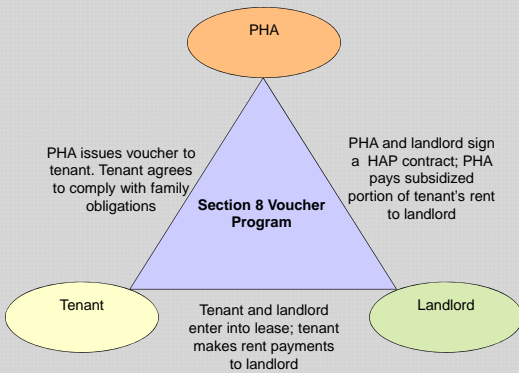 PHA
PHA issues voucher to
tenant. Tenant agrees
to comply with family
obligations
PHA and landlord sign
a HAP contract; PHA
pays subsidized
portion of tenant's rent
to landlord
Section 8 Voucher
Program
Tenant
Tenant and landlord
enter into lease; tenant
makes rent payments
to landlord
Landlord